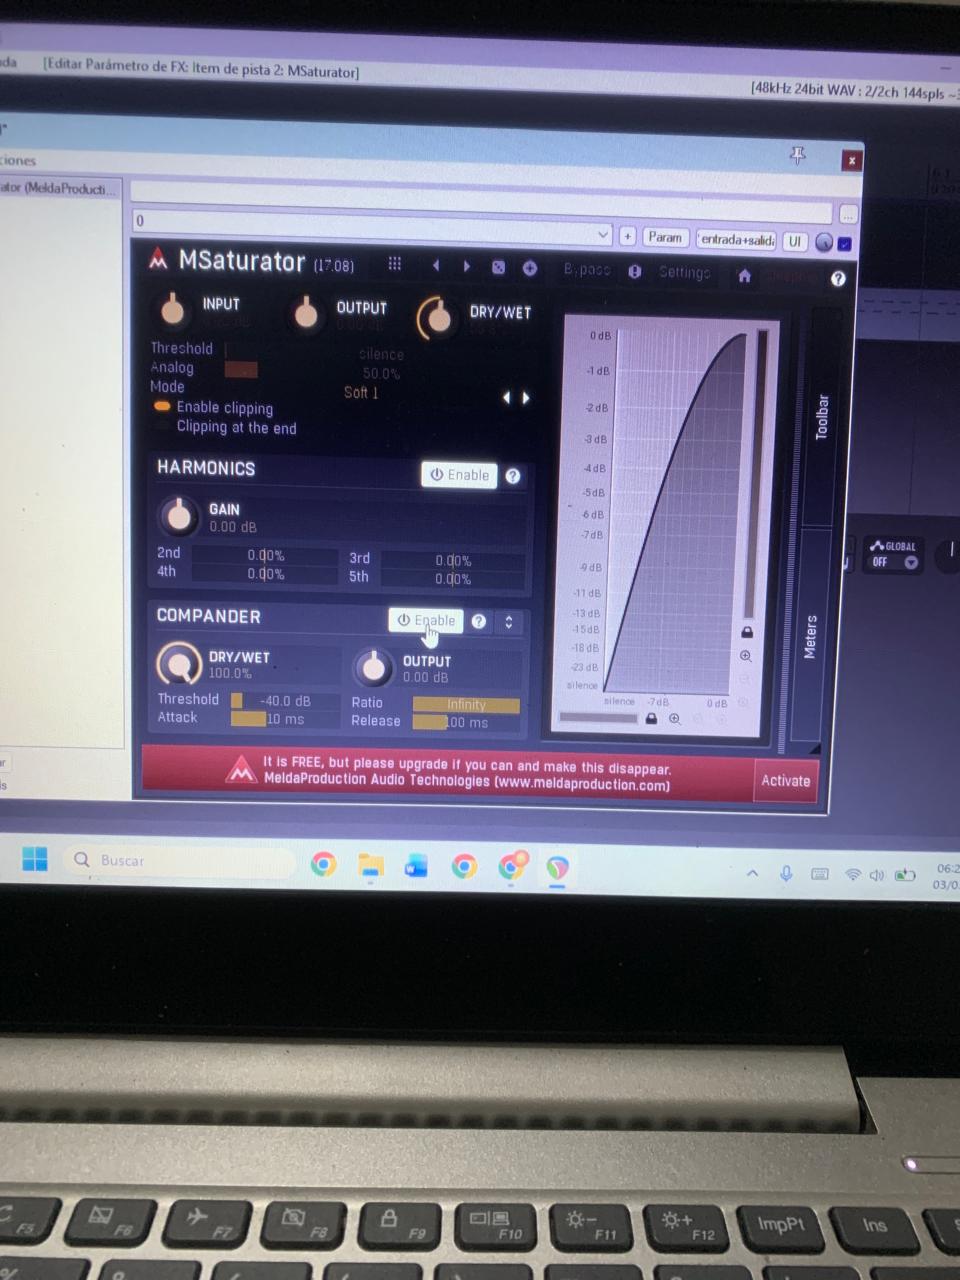 [Editar Parámetro de FX: Item de pista 2: MSaturator]
[48kHz 24bit WAV : 2/2ch 144spls
ciones
ator (MeldaProducti...
...
0
+
Param
entrada+salida
UI
MSaturator (17.08)
Bypass
Settings
?
INPUT
OUTPUT
DRY/WET
Threshold
silence
Analog
50.0%
Mode
Soft 1
Enable clipping
Clipping at the end
HARMONICS
Enable
?
GAIN
0.00 dB
2nd 0.00% 3rd 0.00%
4th 0.00% 5th 0.00%
COMPANDER
Enable
?
DRY/WET
100.0%
OUTPUT
0.00 dB
Threshold -40.0 dB Ratio Infinity
Attack 10 ms Release 100 ms
0 dB
-1 dB
-2 dB
-3 dB
-4 dB
-5 dB
-6 dB
-7 dB
-9 dB
-11 dB
-13 dB
-15 dB
-18 dB
-23 dB
silence
silence -7dB 0 dB
Toolbar
Meters
GLOBAL
OFF
It is FREE, but please upgrade if you can and make this disappear.
MeldaProduction Audio Technologies (www.meldaproduction.com)
Activate
Buscar
06:2
03/0
F5
F6
F7
F8
F9
F10
F11
F12
ImpPt
Ins